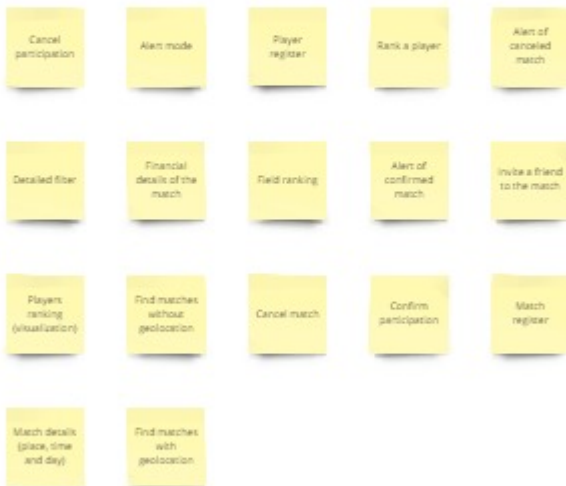 Cancel
participation
Alert mode
Player
register
Rank a player
Alert of
canceled
match
Detailed filter
Financial
details of the
match
Field ranking
Alert of
confirmed
match
Invite a friend
to the match
Players
ranking
(visualization)
Find matches
without
geolocation
Cancel match
Confirm
participation
Match
register
Match details
(place, time
and day)
Find matches
with
geolocation